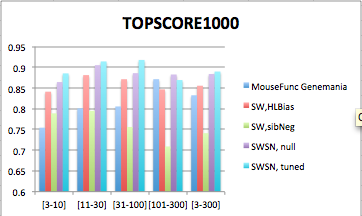 TOPSCORE1000
0.95
0.9
0.85
0.8
0.75
0.7
0.65
0.6
[3-10] [11-30] [31-100] [101-300] [3-300]
MouseFunc Genemania
SW,HLBias
SW,sibNeg
SWSN, null
SWSN, tuned